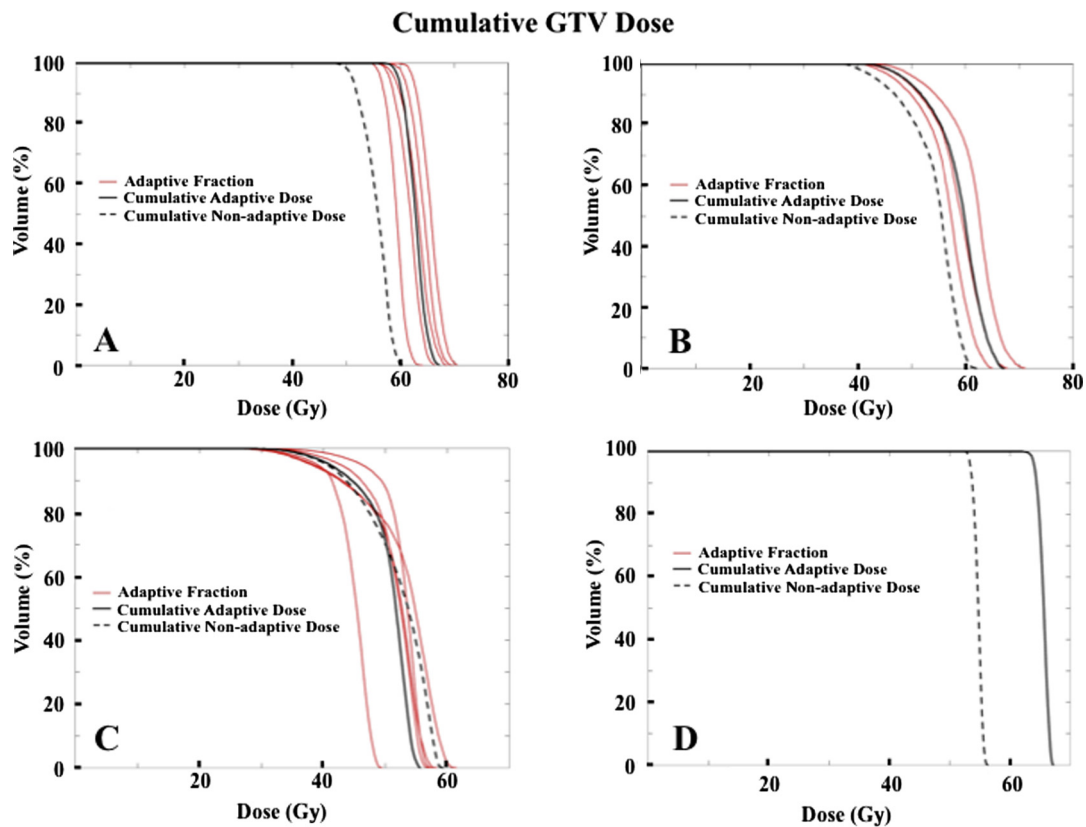 Cumulative GTV Dose
100
80
60
40
20
0
Volume (%)
Adaptive Fraction
Cumulative Adaptive Dose
Cumulative Non-adaptive Dose
A
20
40
60
80
Dose (Gy)
100
80
60
40
20
0
Volume (%)
Adaptive Fraction
Cumulative Adaptive Dose
Cumulative Non-adaptive Dose
B
20
40
60
80
Dose (Gy)
100
80
60
40
20
0
Volume (%)
Adaptive Fraction
Cumulative Adaptive Dose
Cumulative Non-adaptive Dose
C
20
40
60
Dose (Gy)
100
80
60
40
20
0
Volume (%)
Adaptive Fraction
Cumulative Adaptive Dose
Cumulative Non-adaptive Dose
D
20
40
60
Dose (Gy)